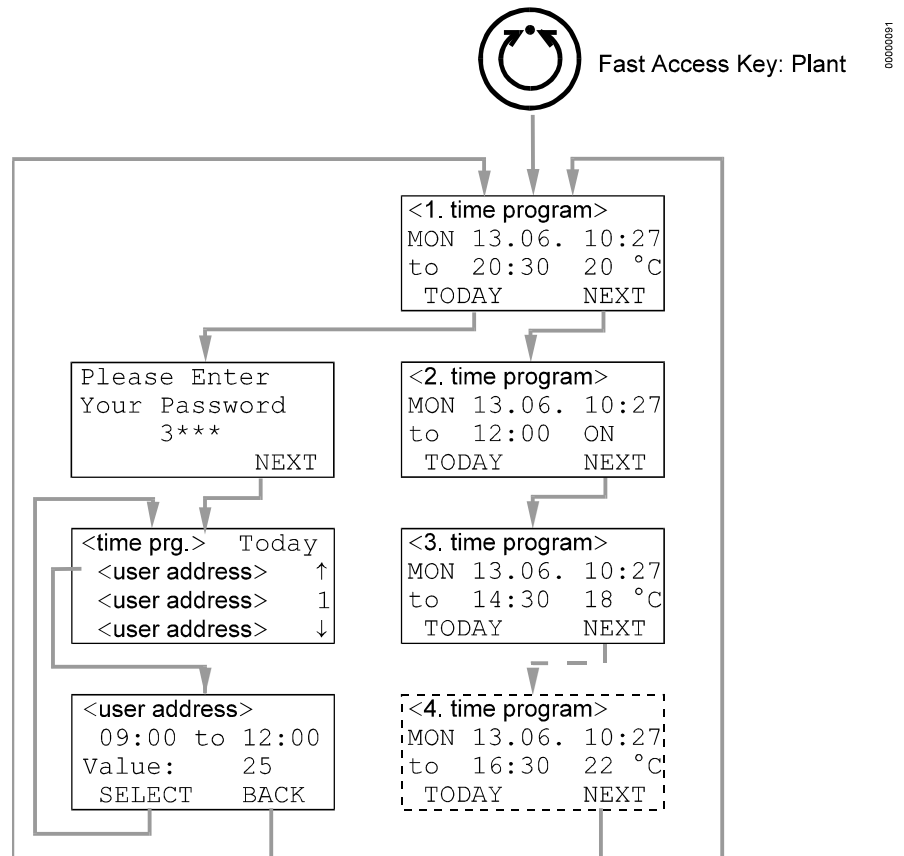 Fast Access Key: Plant
00000091
<1. time program>
MON 13.06. 10:27
to 20:30 20 °C
TODAY NEXT
Please Enter
Your Password
3***
NEXT
<2. time program>
MON 13.06. 10:27
to 12:00 ON
TODAY NEXT
<time prg.> Today
<user address> ↑
<user address> 1
<user address> ↓
<3. time program>
MON 13.06. 10:27
to 14:30 18 °C
TODAY NEXT
<user address>
09:00 to 12:00
Value: 25
SELECT BACK
<4. time program>
MON 13.06. 10:27
to 16:30 22 °C
TODAY NEXT